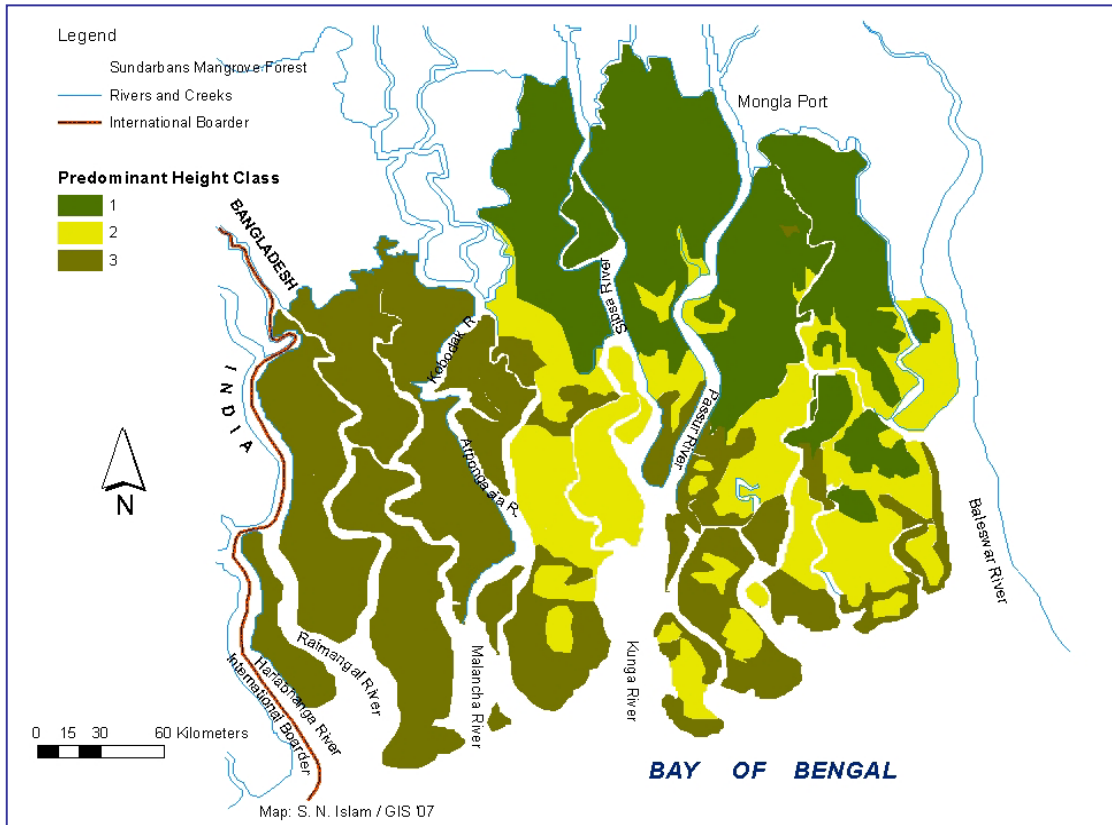 Legend
Sundarbans Mangrove Forest
Rivers and Creeks
International Boarder
Predominant Height Class
1
2
3
Mongla Port
BANGLADESH
INDIA
Kobodak R.
Sibsa River
Passur River
Baleswar River
N
Raimangal River
Hariabhanga River
International Boarder
Malancha River
Kunga River
0 15 30 60 Kilometers
BAY OF BENGAL
Map: S. N. Islam / GIS '07